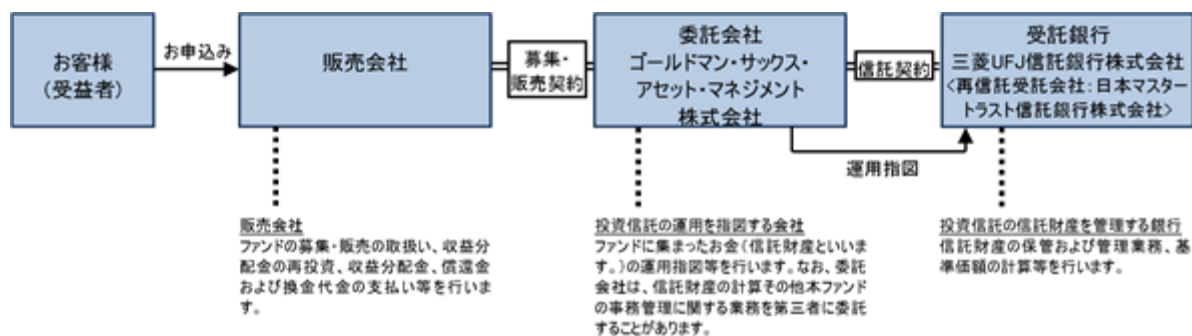 お客様
(受益者)
お申込み
販売会社
募集・
販売契約
委託会社
ゴールドマン・サックス・
アセット・マネジメント
株式会社
信託契約
受託銀行
三菱UFJ信託銀行株式会社
<再信託受託会社:日本マスター
トラスト信託銀行株式会社>
運用指図
販売会社
ファンドの募集・販売の取扱い、収益分
配金の再投資、収益分配金、償還金
および換金代金の支払い等を行いま
す。
投資信託の運用を指図する会社
ファンドに集まったお金(信託財産といいま
す。)の運用指図等を行います。なお、委託
会社は、信託財産の計算その他本ファンド
の事務管理に関する業務を第三者に委託
することがあります。
投資信託の信託財産を管理する銀行
信託財産の保管および管理業務、基
準価額の計算等を行います。